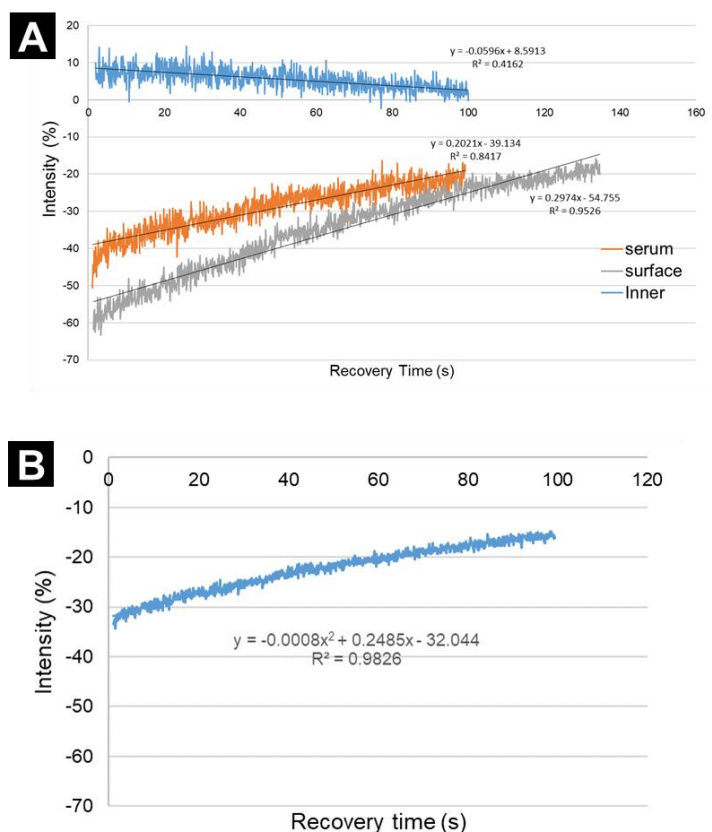 A
20
10
0
-10
-20
-30
-40
-50
-60
-70
0 20 40 60 80 100 120 140 160
Intensity (%)
Recovery Time (s)
y = -0.0596x + 8.5913
R² = 0.4162
y = 0.2021x - 39.134
R² = 0.8417
y = 0.2974x - 54.755
R² = 0.9526
serum
surface
Inner
B
0
-10
-20
-30
-40
-50
-60
-70
0 20 40 60 80 100 120
Intensity (%)
y = -0.0008x² + 0.2485x - 32.044
R² = 0.9826
Recovery time (s)